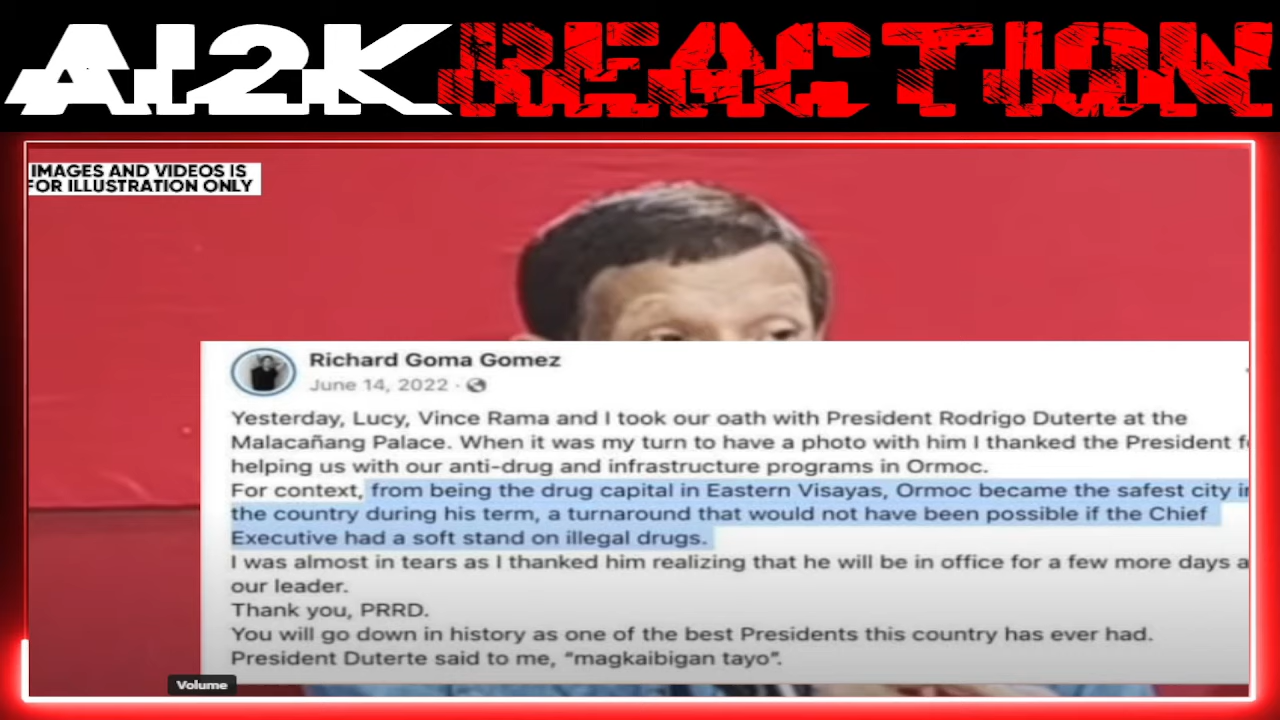 AI2K REACTION
IMAGES AND VIDEOS IS
FOR ILLUSTRATION ONLY
Richard Goma Gomez
June 14, 2022 ·
Yesterday, Lucy, Vince Rama and I took our oath with President Rodrigo Duterte at the
Malacañang Palace. When it was my turn to have a photo with him I thanked the President f
helping us with our anti-drug and infrastructure programs in Ormoc.
For context, from being the drug capital in Eastern Visayas, Ormoc became the safest city in
the country during his term, a turnaround that would not have been possible if the Chief
Executive had a soft stand on illegal drugs.
I was almost in tears as I thanked him realizing that he will be in office for a few more days a
our leader.
Thank you, PRRD.
You will go down in history as one of the best Presidents this country has ever had.
President Duterte said to me, “magkaibigan tayo”.
Volume